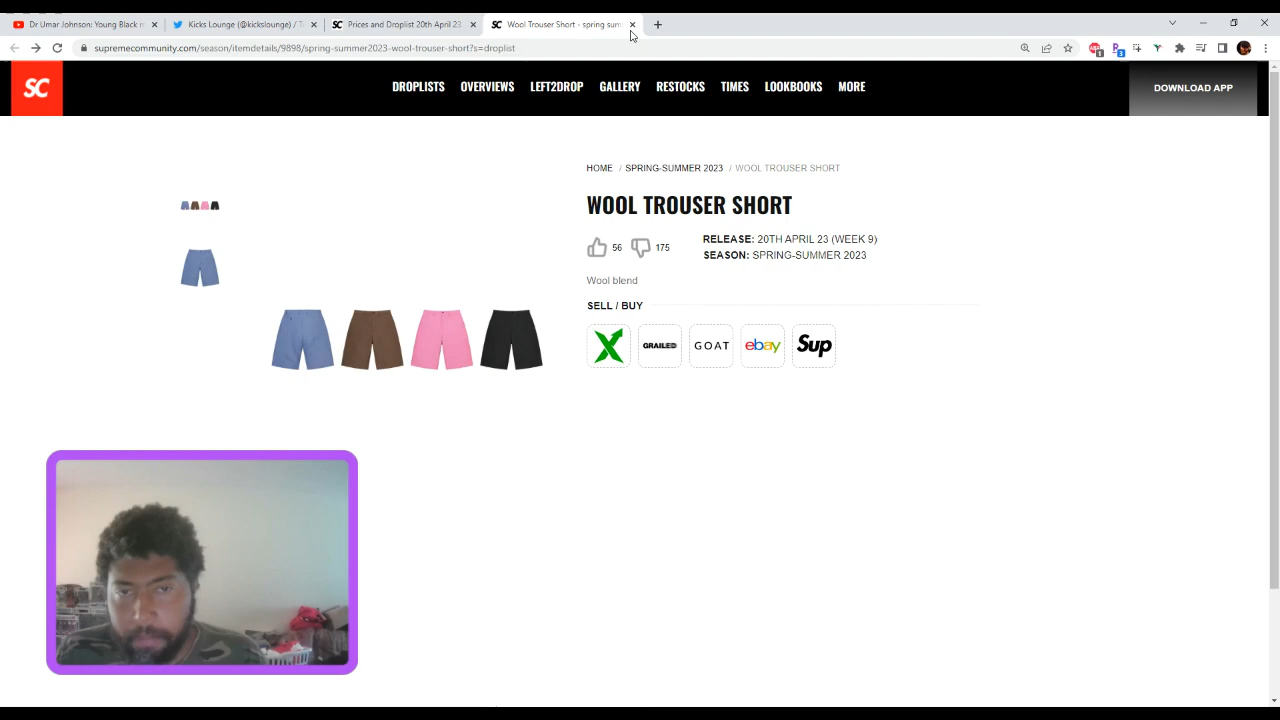 Dr Umar Johnson: Young Black m
Kicks Lounge (@kickslounge) / T
Prices and Droplist 20th April 23
Wool Trouser Short - spring sum
supremecommunity.com/season/itemdetails/9898/spring-summer2023-wool-trouser-short?s=droplist
SC
DROPLISTS OVERVIEWS LEFT2DROP GALLERY RESTOCKS TIMES LOOKBOOKS MORE
DOWNLOAD APP
HOME / SPRING-SUMMER 2023 / WOOL TROUSER SHORT
WOOL TROUSER SHORT
56 175
RELEASE: 20TH APRIL 23 (WEEK 9)
SEASON: SPRING-SUMMER 2023
Wool blend
SELL / BUY
GRAILED GOAT ebay Sup